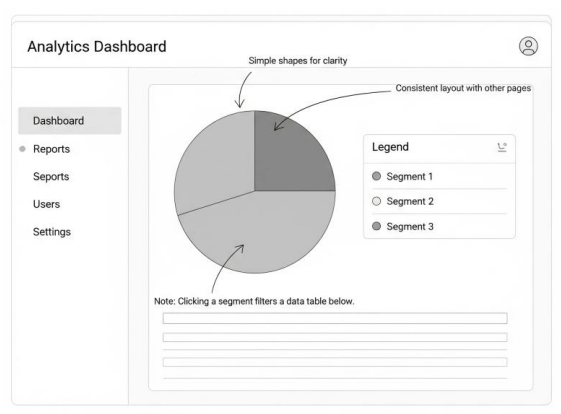 Analytics Dashboard
Simple shapes for clarity
Consistent layout with other pages
Dashboard
Reports
Seports
Users
Settings
Legend
Segment 1
Segment 2
Segment 3
Note: Clicking a segment filters a data table below.